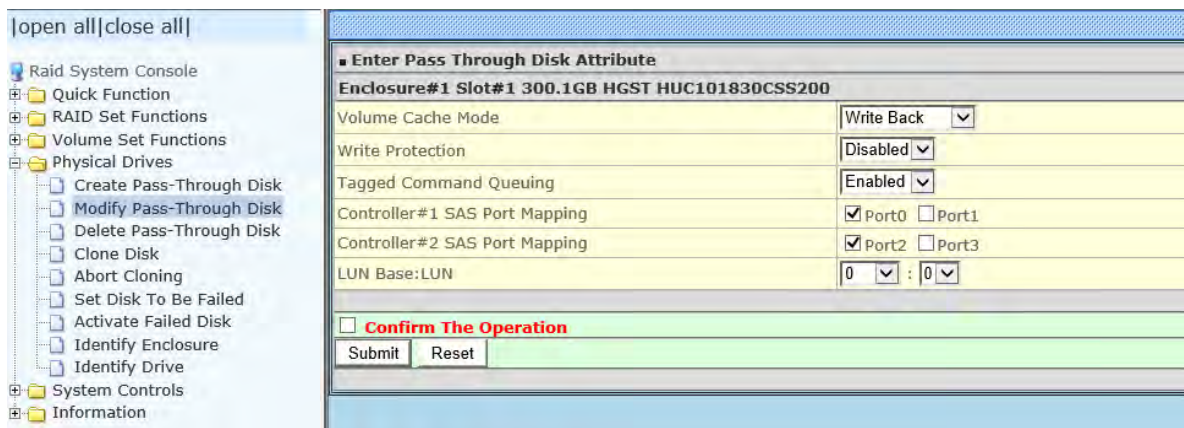 |open all|close all|
Raid System Console
Quick Function
RAID Set Functions
Volume Set Functions
Physical Drives
Create Pass-Through Disk
Modify Pass-Through Disk
Delete Pass-Through Disk
Clone Disk
Abort Cloning
Set Disk To Be Failed
Activate Failed Disk
Identify Enclosure
Identify Drive
System Controls
Information
Enter Pass Through Disk Attribute
Enclosure#1 Slot#1 300.1GB HGST HUC101830CSS200
Volume Cache Mode Write Back
Write Protection Disabled
Tagged Command Queuing Enabled
Controller#1 SAS Port Mapping Port0 Port1
Controller#2 SAS Port Mapping Port2 Port3
LUN Base:LUN 0 : 0
Confirm The Operation
Submit Reset